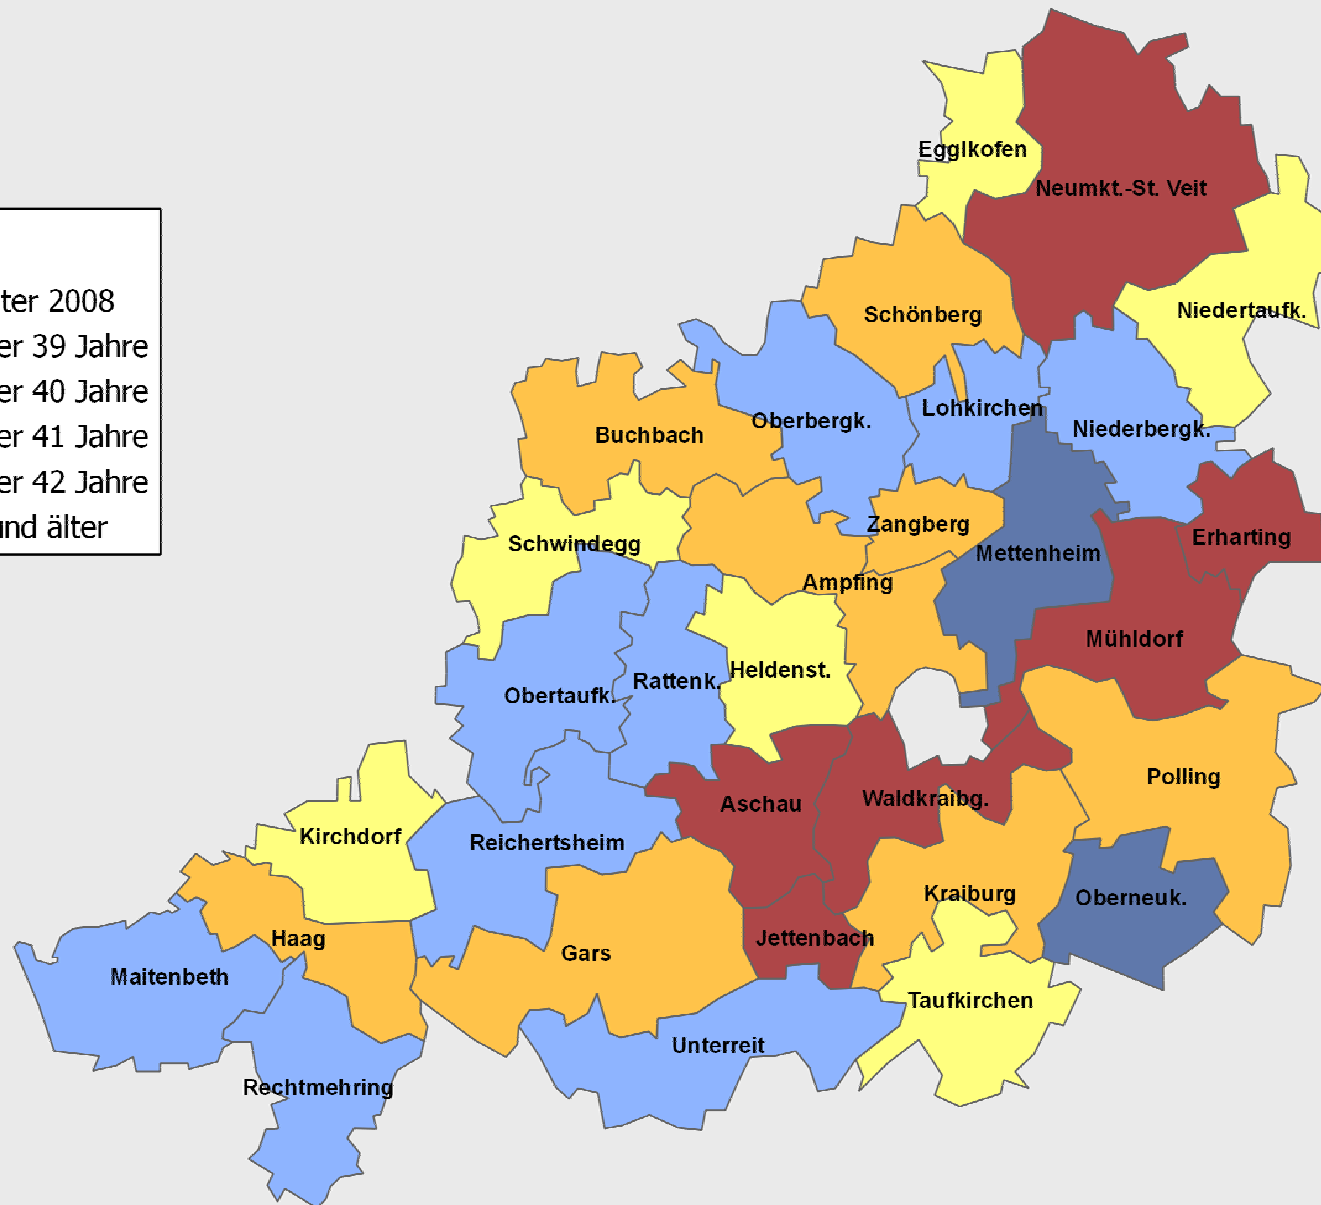 ter 2008
er 39 Jahre
er 40 Jahre
er 41 Jahre
er 42 Jahre
und älter
Egglkofen
Neumkt.-St. Veit
Niedertaufk.
Schönberg
Lohkirchen
Oberbergk.
Niederbergk.
Buchbach
Zangberg
Erharting
Schwindegg
Mettenheim
Ampfing
Mühldorf
Heldenst.
Rattenk.
Obertaufk.
Polling
Waldkraibg.
Aschau
Kirchdorf
Reichertsheim
Kraiburg
Oberneuk.
Haag
Jettenbach
Gars
Maitenbeth
Taufkirchen
Unterreit
Rechtmehring